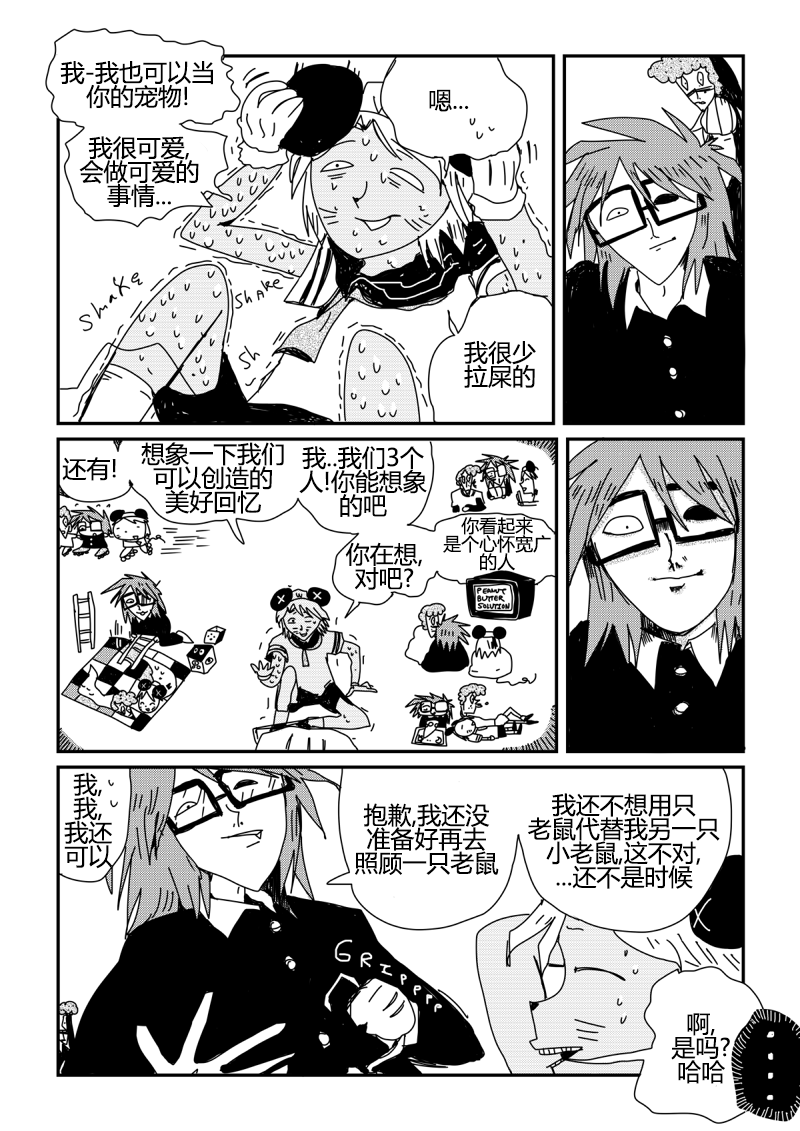 我-我也可以当
你的宠物!
我很可爱,
会做可爱的
事情...
嗯...
SHAKE
SHAKE
SH
我很少
拉屎的
还有!
想象一下我们
可以创造的
美好回忆
我..我们3个
人!你能想象
的吧
你在想,
对吧?
你看起来
是个心怀宽广
的人
PEANUT
BUTTER
SOLUTION
我,
我,
我还
可以
抱歉,我还没
准备好再去
照顾一只老鼠
我还不想用只
老鼠代替我另一只
小老鼠,这不对,
...还不是时候
GRIPPPP
啊,
是吗?
哈哈
....